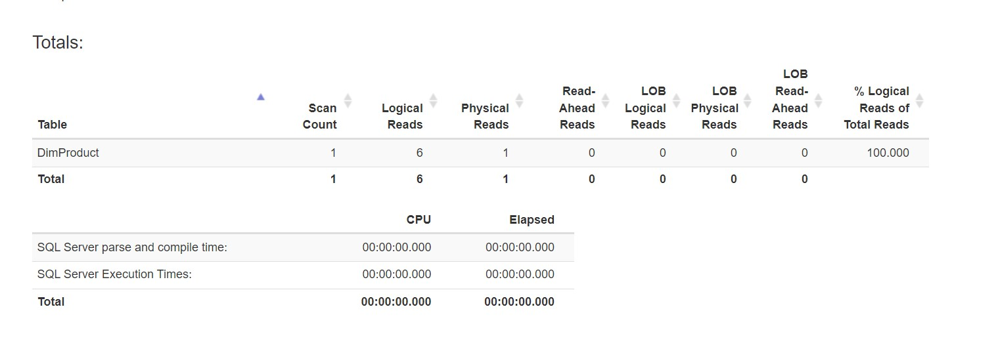 Totals:
LOB
Read- LOB LOB Read- % Logical
Scan Logical Physical Ahead Logical Physical Ahead Reads of
Table Count Reads Reads Reads Reads Reads Reads Total Reads
DimProduct 1 6 1 0 0 0 0 100.000
Total 1 6 1 0 0 0 0
CPU Elapsed
SQL Server parse and compile time: 00:00:00.000 00:00:00.000
SQL Server Execution Times: 00:00:00.000 00:00:00.000
Total 00:00:00.000 00:00:00.000